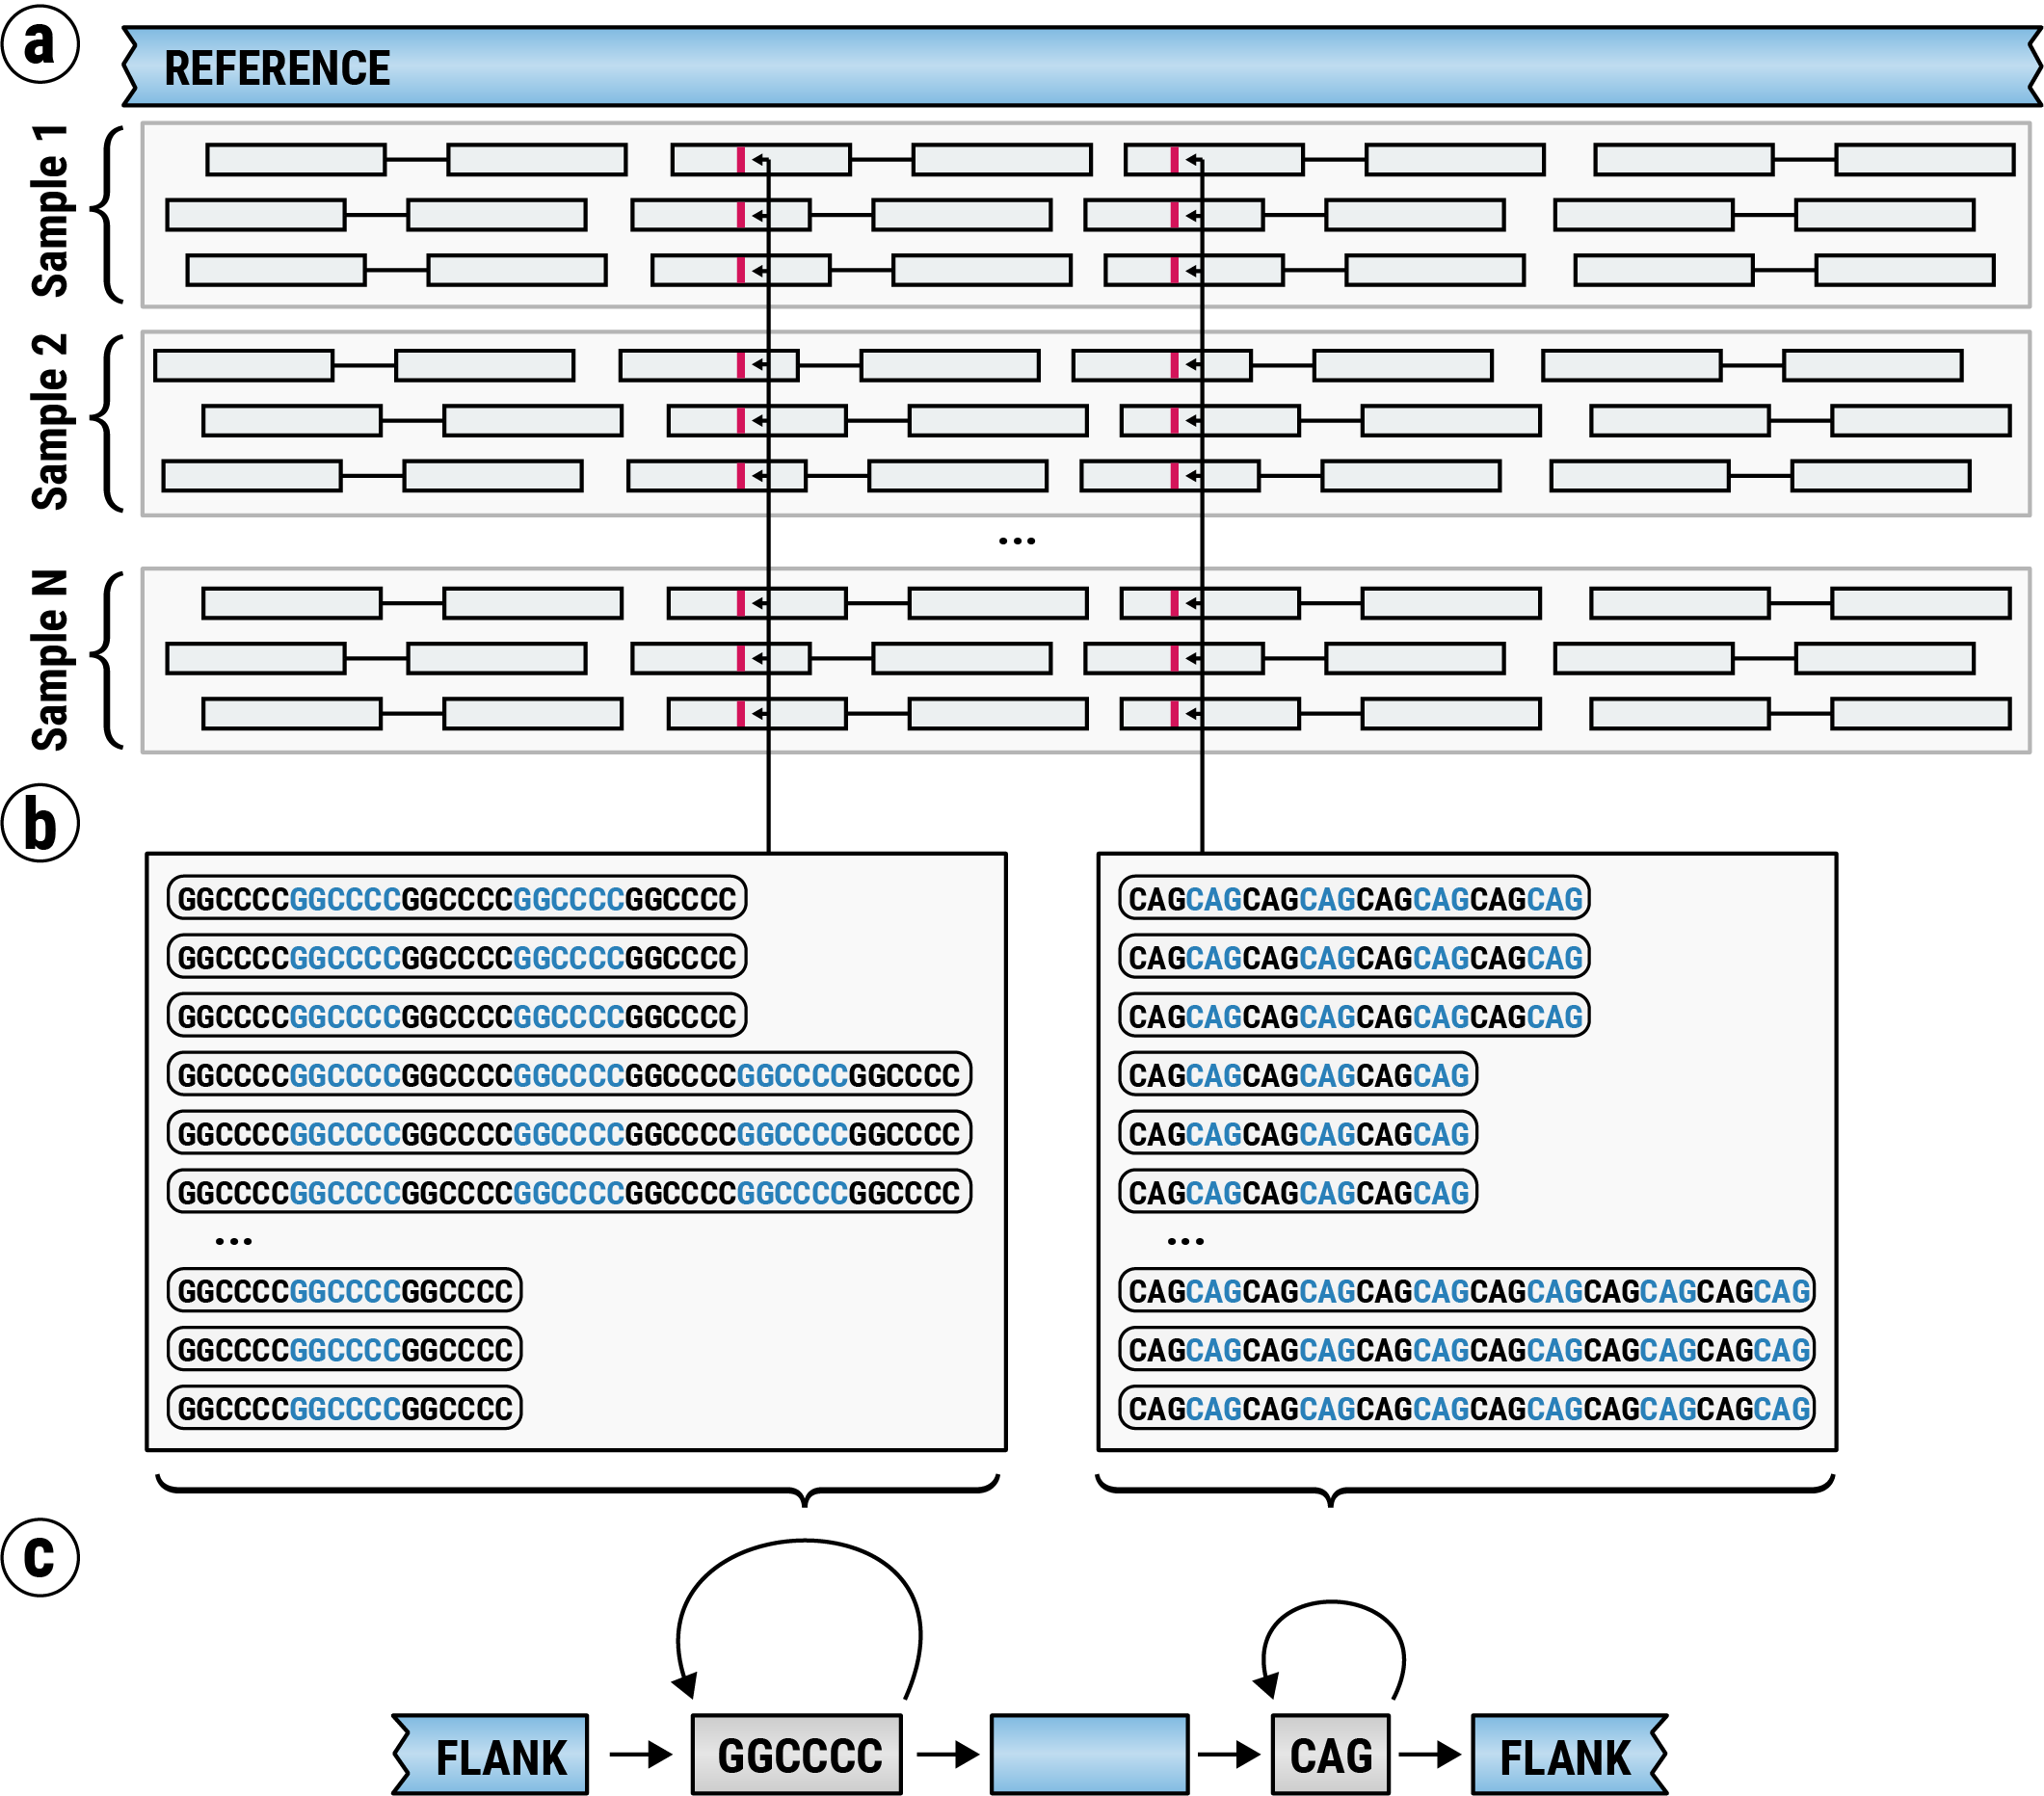 a
REFERENCE
Sample 1
Sample 2
...
Sample N
b
GGCCCCGGCCCCGGCCCCGGCCCCGGCCCC
GGCCCCGGCCCCGGCCCCGGCCCCGGCCCC
GGCCCCGGCCCCGGCCCCGGCCCCGGCCCC
GGCCCCGGCCCCGGCCCCGGCCCCGGCCCCGGCCCCGGCCCC
GGCCCCGGCCCCGGCCCCGGCCCCGGCCCCGGCCCCGGCCCC
GGCCCCGGCCCCGGCCCCGGCCCCGGCCCCGGCCCCGGCCCC
...
GGCCCCGGCCCCGGCCCC
GGCCCCGGCCCCGGCCCC
GGCCCCGGCCCCGGCCCC
CAGCAGCAGCAGCAGCAGCAGCAG
CAGCAGCAGCAGCAGCAGCAGCAG
CAGCAGCAGCAGCAGCAGCAGCAG
CAGCAGCAGCAGCAGCAG
CAGCAGCAGCAGCAGCAG
CAGCAGCAGCAGCAGCAG
...
CAGCAGCAGCAGCAGCAGCAGCAGCAGCAGCAGCAG
CAGCAGCAGCAGCAGCAGCAGCAGCAGCAGCAGCAG
CAGCAGCAGCAGCAGCAGCAGCAGCAGCAGCAGCAG
c
FLANK
GGCCCC
CAG
FLANK